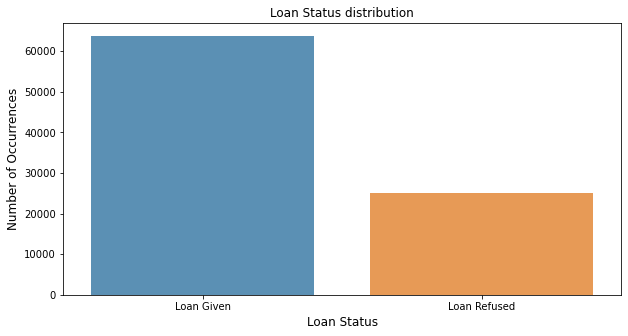 Loan Status distribution
Number of Occurrences
60000
50000
40000
30000
20000
10000
0
Loan Given
Loan Refused
Loan Status